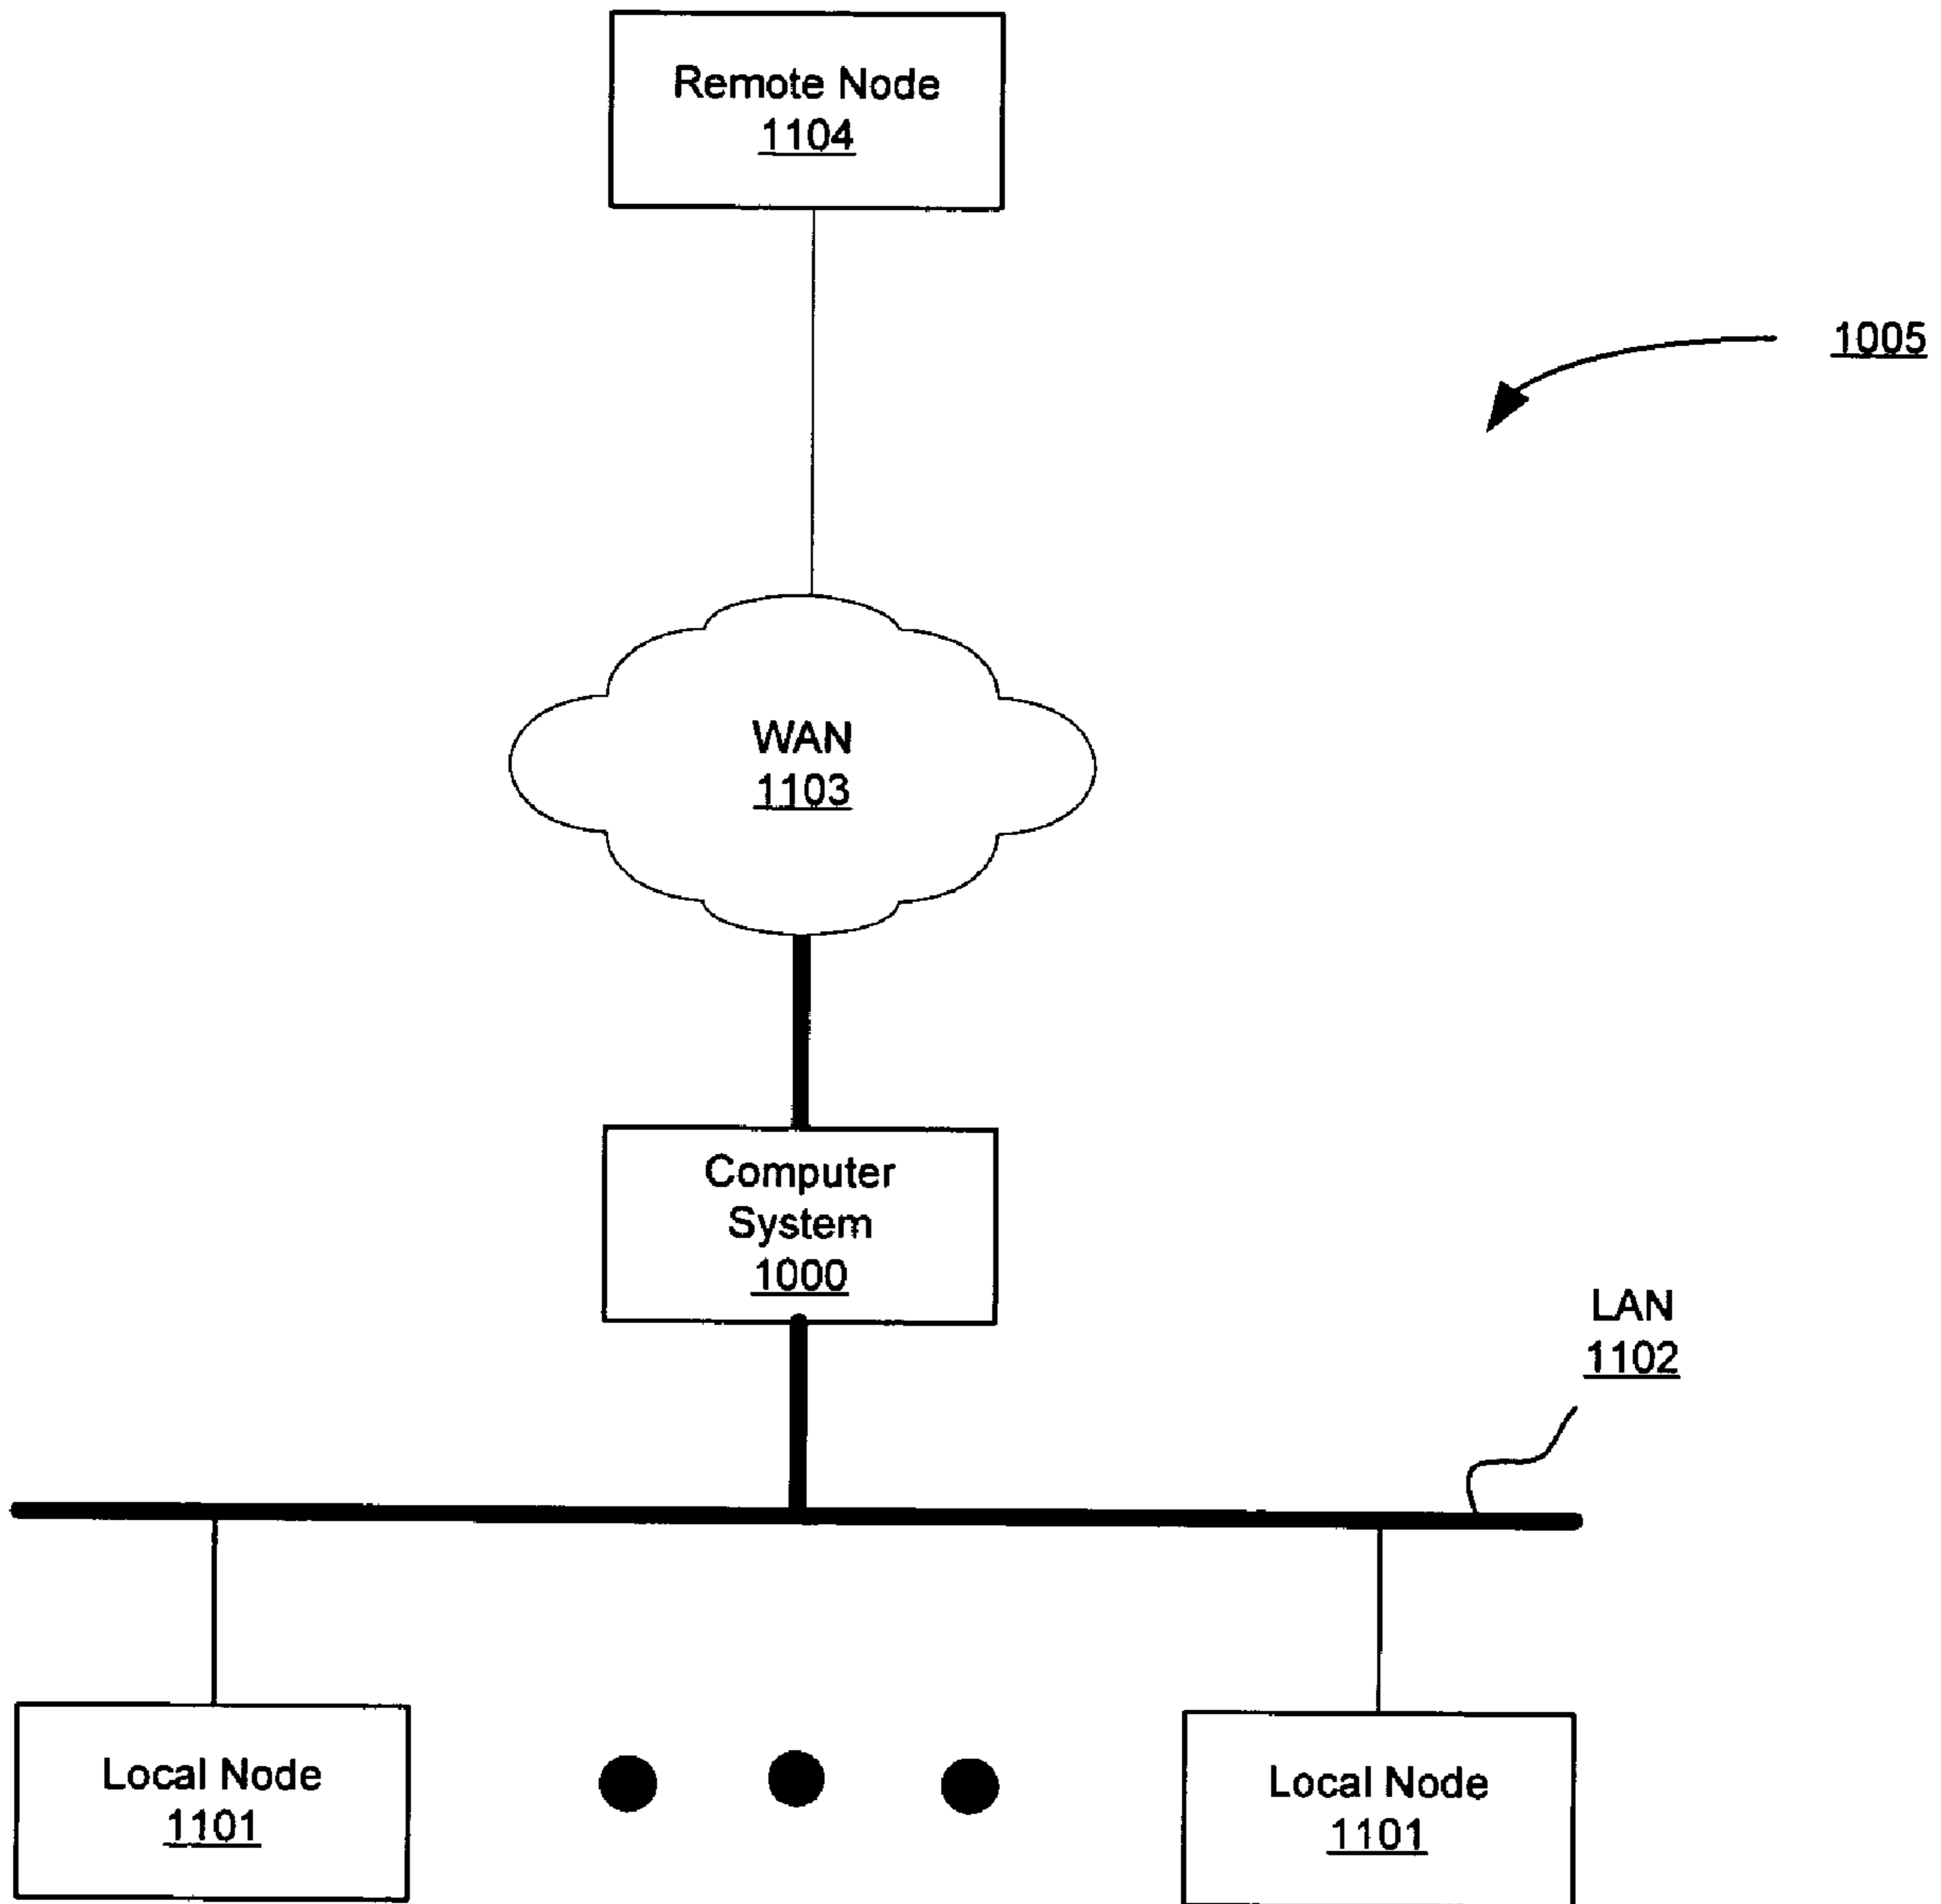 Remote Node
1104
1005
WAN
1103
Computer
System
1000
LAN
1102
Local Node
1101
Local Node
1101